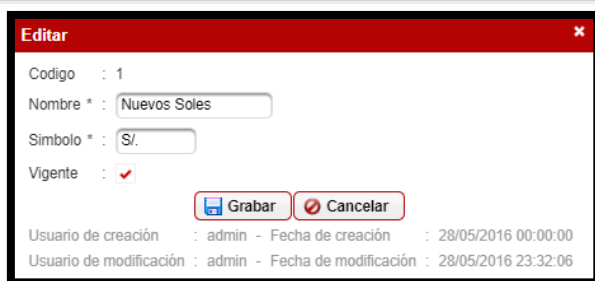 Editar
Codigo : 1
Nombre * : Nuevos Soles
Simbolo * : S/.
Vigente :
Grabar Cancelar
Usuario de creación : admin - Fecha de creación : 28/05/2016 00:00:00
Usuario de modificación : admin - Fecha de modificación : 28/05/2016 23:32:06